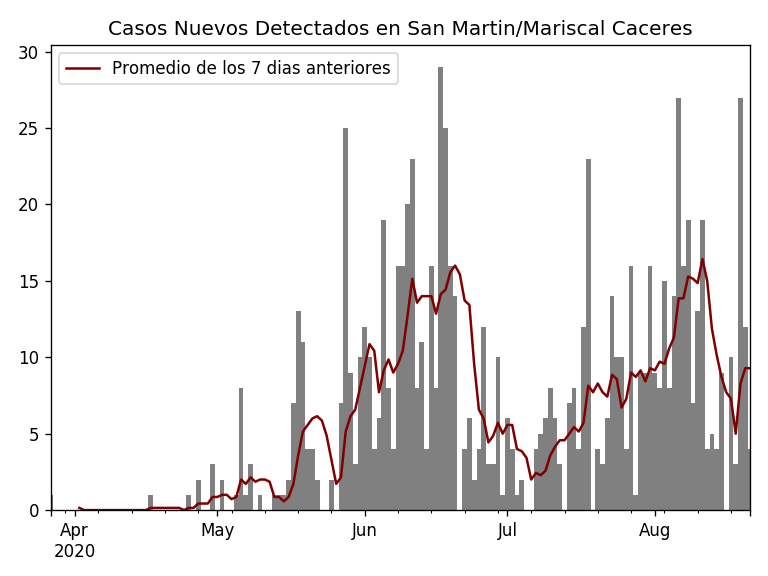 Casos Nuevos Detectados en San Martin/Mariscal Caceres
Promedio de los 7 dias anteriores
30
25
20
15
10
5
0
Apr May Jun Jul Aug
2020